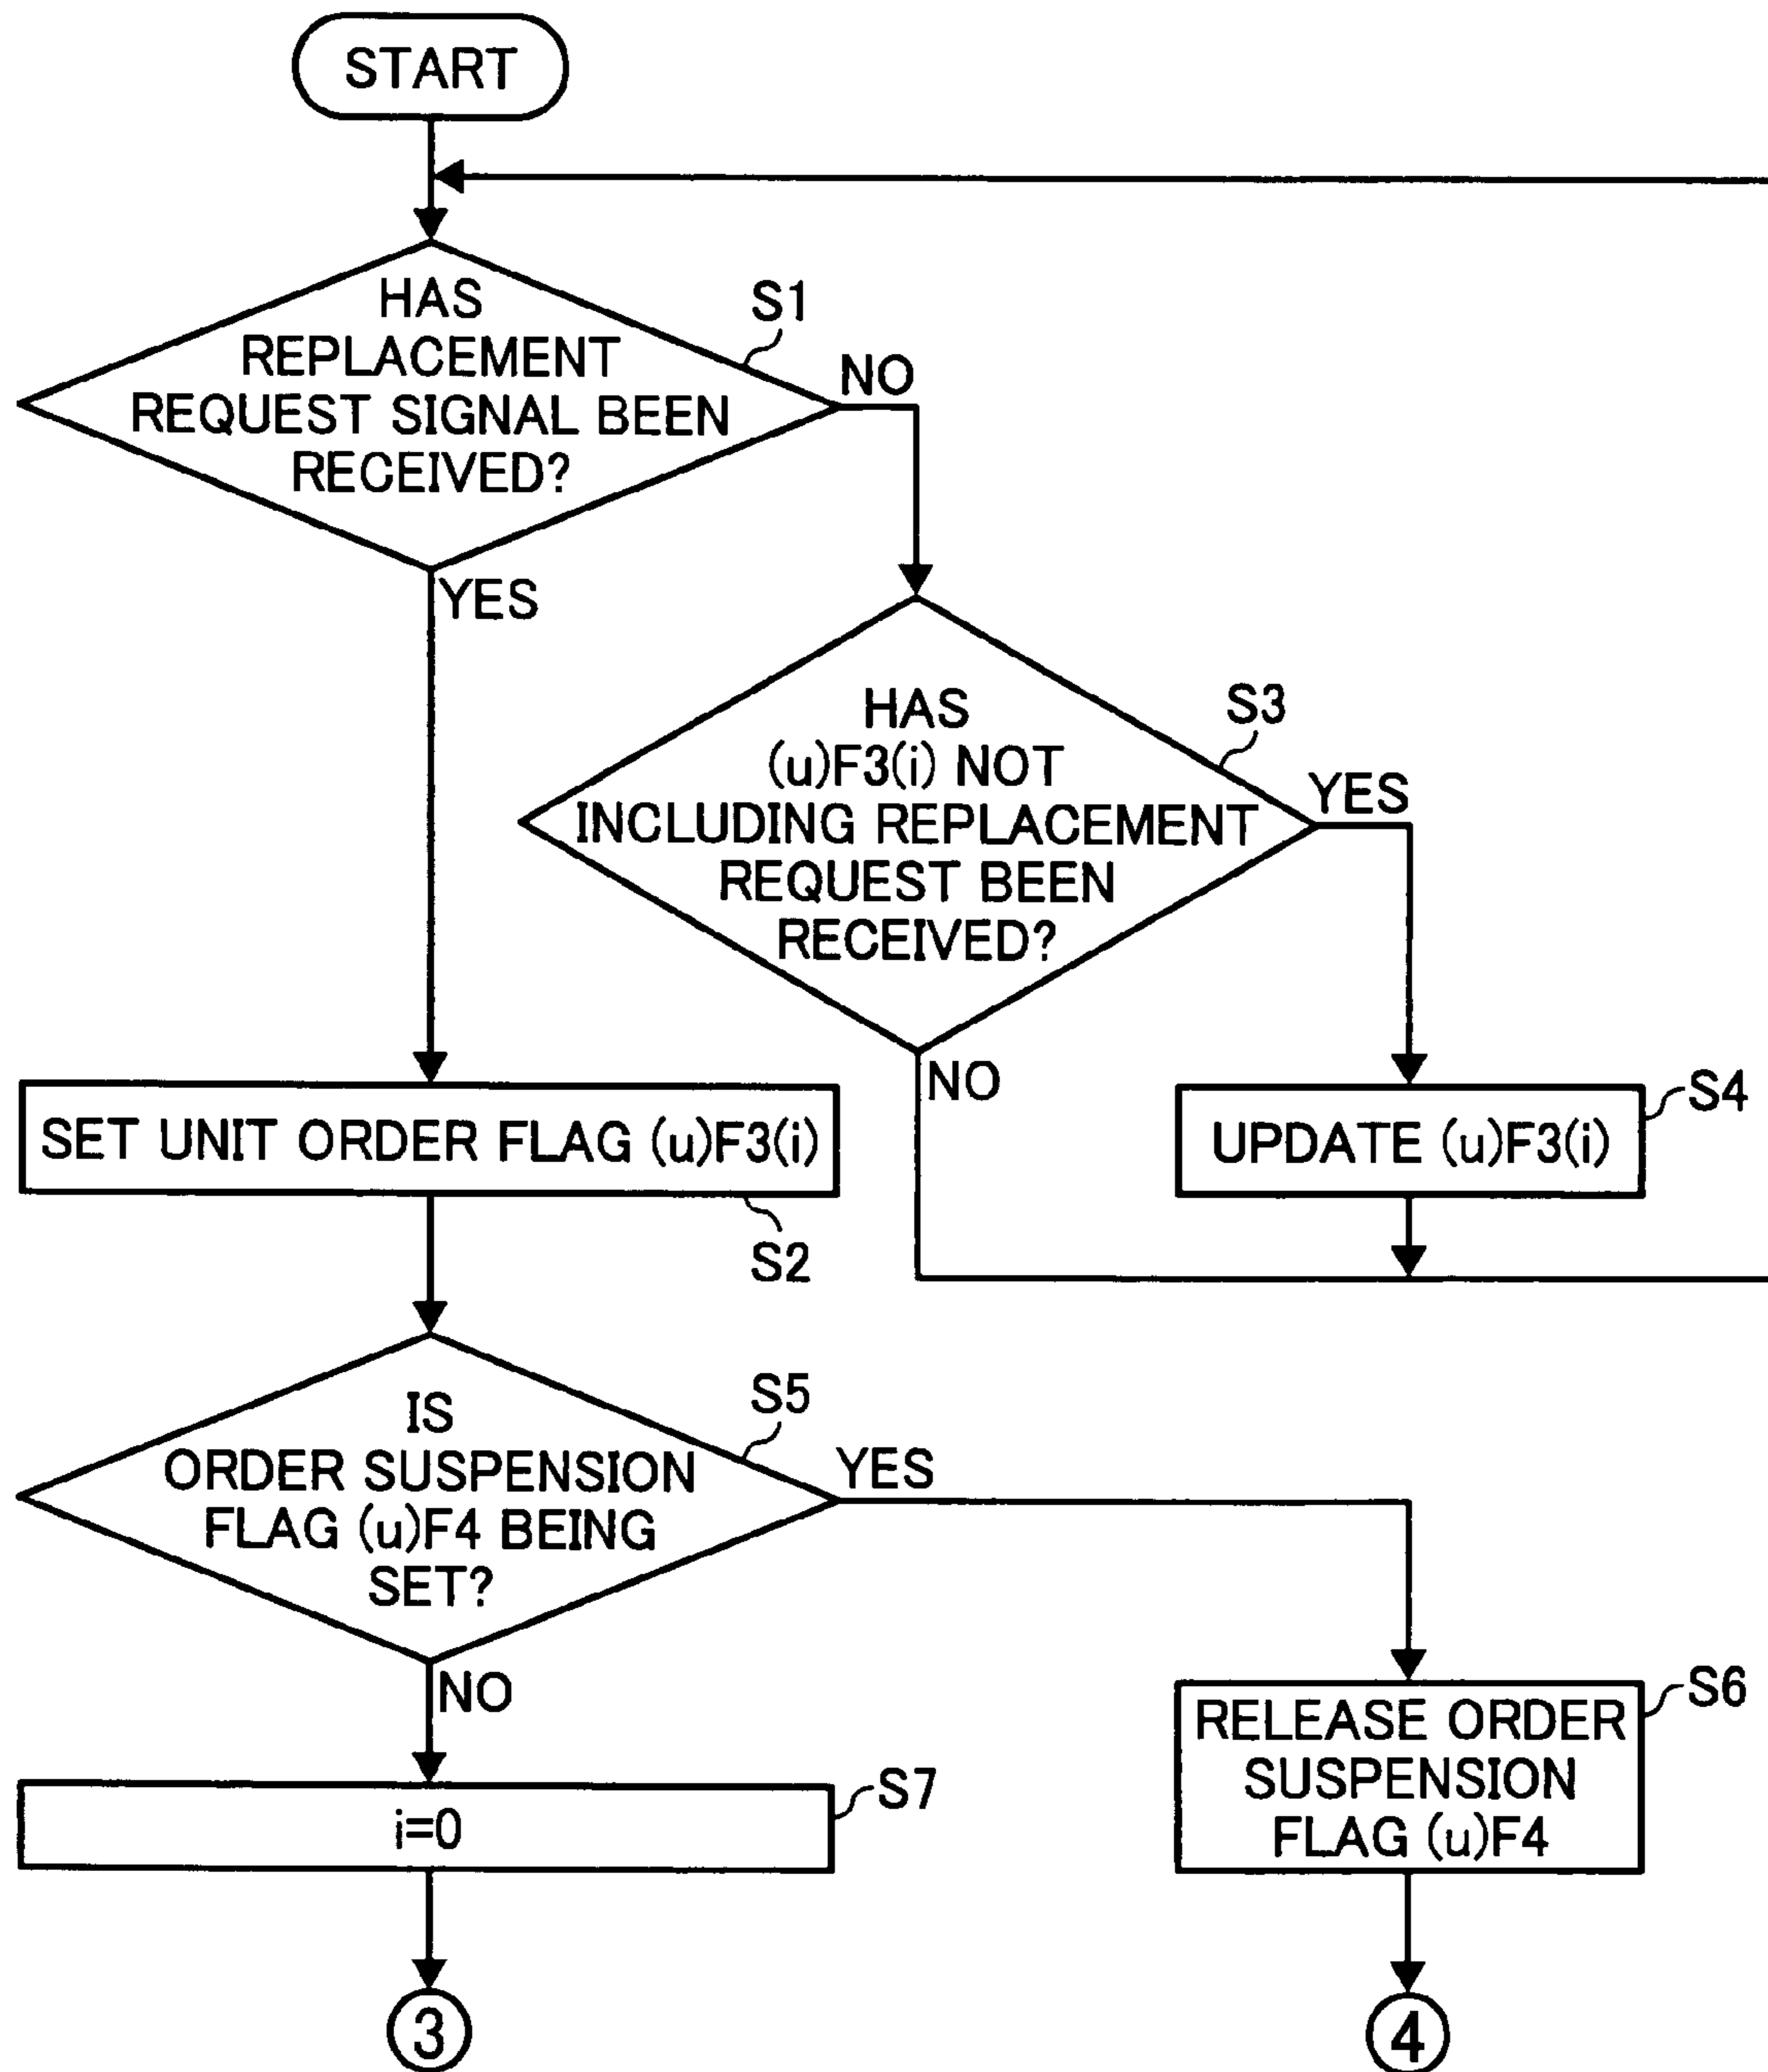 START
HAS
REPLACEMENT
REQUEST SIGNAL BEEN
RECEIVED?
S1
NO
YES
HAS
(u)F3(i) NOT
INCLUDING REPLACEMENT
REQUEST BEEN
RECEIVED?
S3
YES
NO
SET UNIT ORDER FLAG (u)F3(i)
S2
UPDATE (u)F3(i)
S4
IS
ORDER SUSPENSION
FLAG (u)F4 BEING
SET?
S5
YES
NO
RELEASE ORDER
SUSPENSION
FLAG (u)F4
S6
i=0
S7
3
4